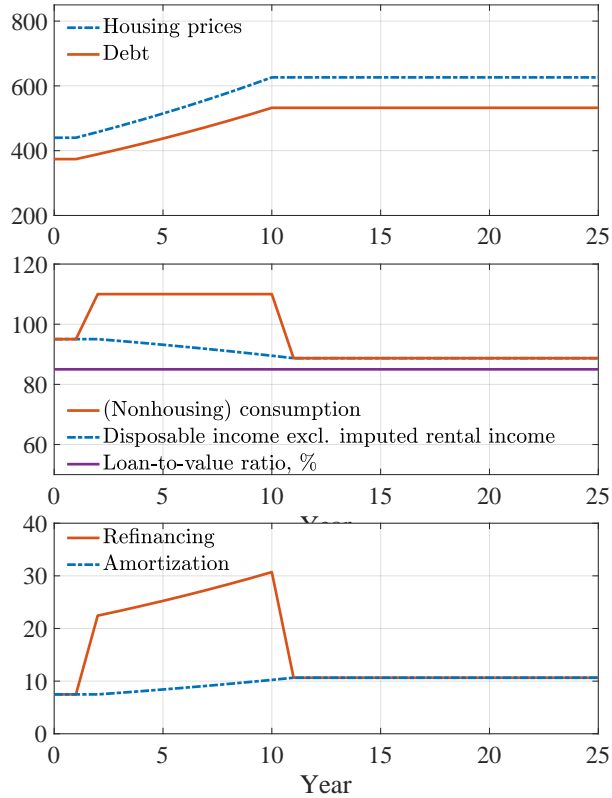 800
Housing prices
Debt
600
400
200
0 5 10 15 20 25
120
100
80
(Nonhousing) consumption
Disposable income excl. imputed rental income
60
Loan-to-value ratio, %
0 5 10 15 20 25
Year
40
Refinancing
Amortization
30
20
10
0
0 5 10 15 20 25
Year